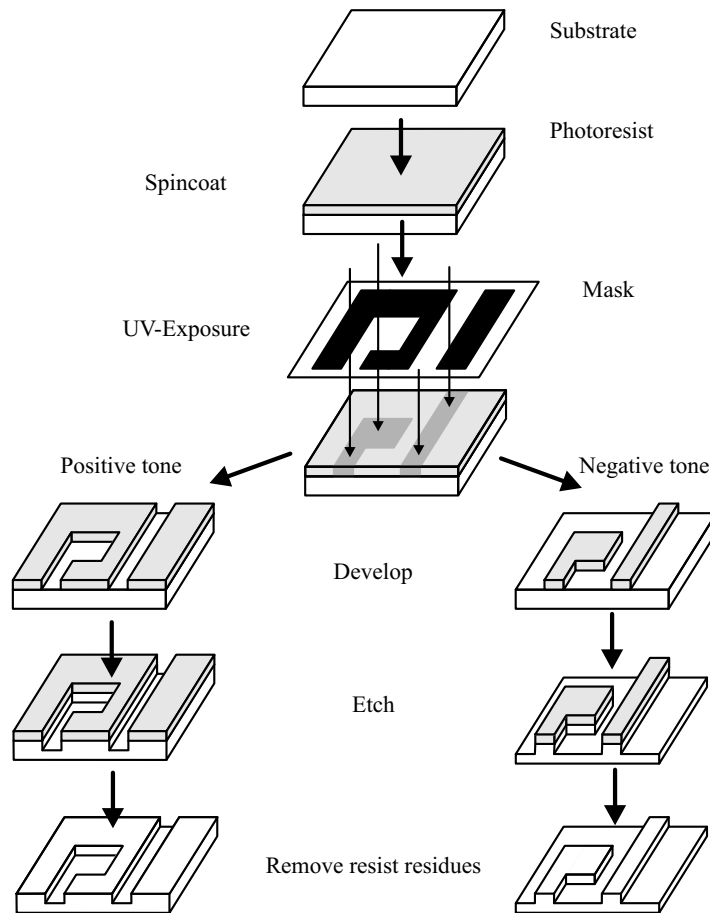 Substrate
Photoresist
Spincoat
Mask
UV-Exposure
Positive tone
Negative tone
Develop
Etch
Remove resist residues